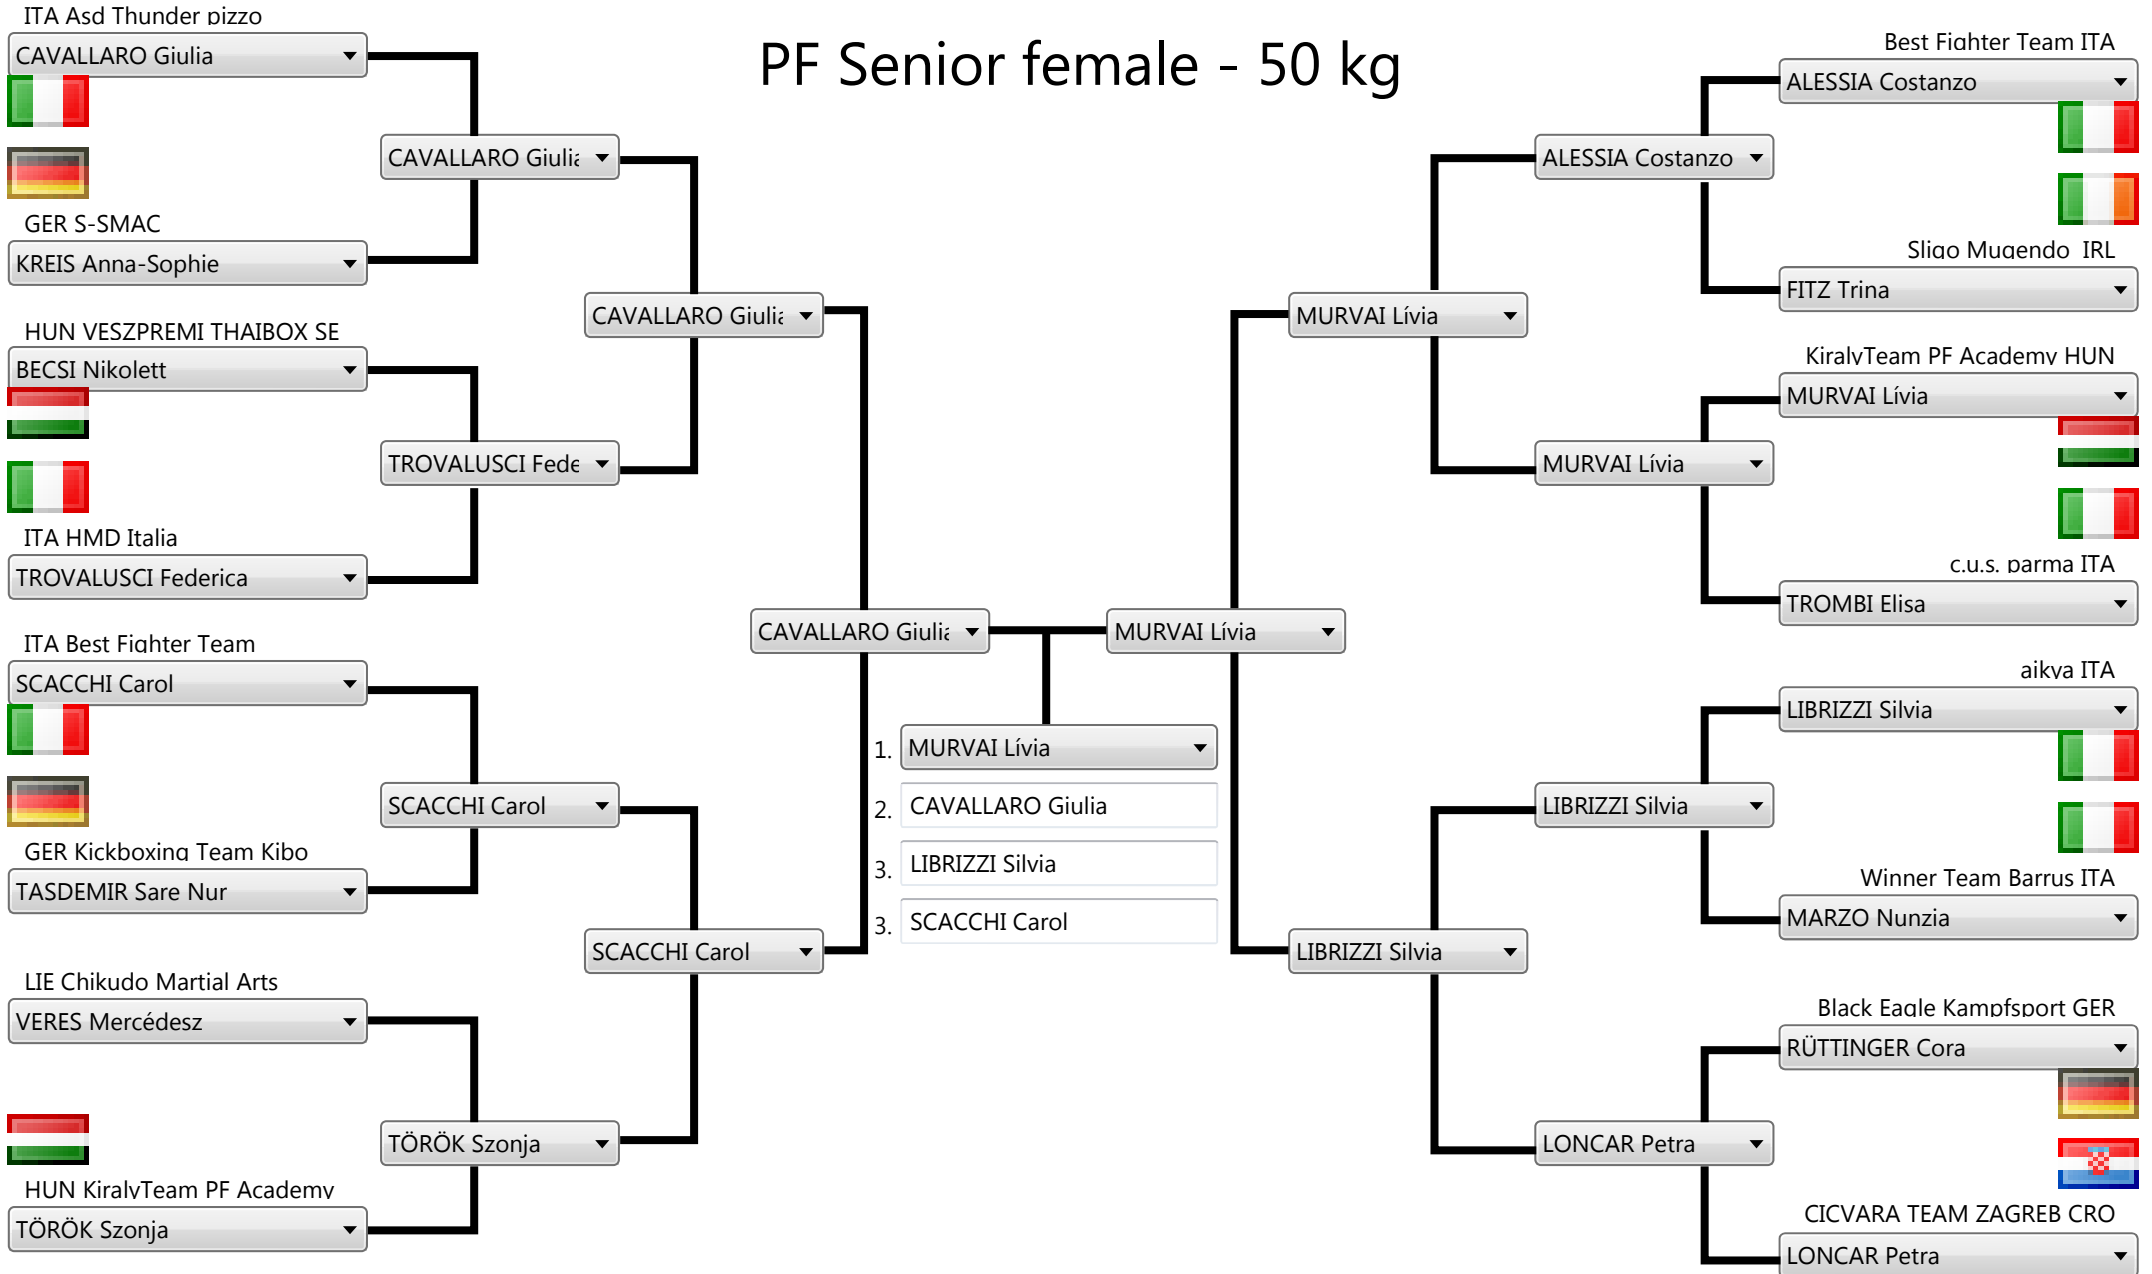 PF Senior female - 50 kg
ITA Asd Thunder pizzo
CAVALLARO Giulia
GER S-SMAC
KREIS Anna-Sophie
HUN VESZPREMI THAIBOX SE
BECSI Nikolett
ITA HMD Italia
TROVALUSCI Federica
ITA Best Fighter Team
SCACCHI Carol
GER Kickboxing Team Kibo
TASDEMIR Sare Nur
LIE Chikudo Martial Arts
VERES Mercédesz
HUN KiralyTeam PF Academy
TÖRÖK Szonja
CAVALLARO Giulia
TROVALUSCI Fede
SCACCHI Carol
TÖRÖK Szonja
CAVALLARO Giulia
SCACCHI Carol
CAVALLARO Giulia
MURVAI Lívia
1. MURVAI Lívia
2. CAVALLARO Giulia
3. LIBRIZZI Silvia
3. SCACCHI Carol
MURVAI Lívia
LIBRIZZI Silvia
ALESSIA Costanzo
MURVAI Lívia
LIBRIZZI Silvia
LONCAR Petra
Best Fighter Team ITA
ALESSIA Costanzo
Sligo Mugendo IRL
FITZ Trina
KiralyTeam PF Academy HUN
MURVAI Lívia
c.u.s. parma ITA
TROMBI Elisa
aikya ITA
LIBRIZZI Silvia
Winner Team Barrus ITA
MARZO Nunzia
Black Eagle Kampfsport GER
RÜTTINGER Cora
CICVARA TEAM ZAGREB CRO
LONCAR Petra